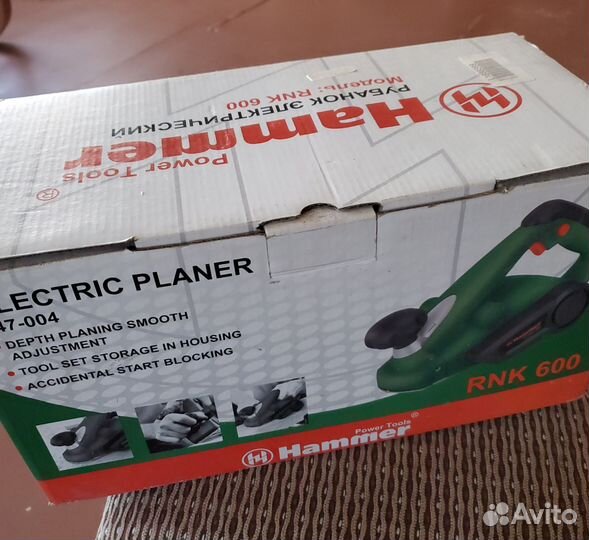 Power Tools
Hammer®
РУБАНОК ЭЛЕКТРИЧЕСКИЙ
Модель: RNK 600
LECTRIC PLANER
47-004
DEPTH PLANING SMOOTH
ADJUSTMENT
• TOOL SET STORAGE IN HOUSING
• ACCIDENTAL START BLOCKING
RNK 600
Power Tools
Hammer®
Avito